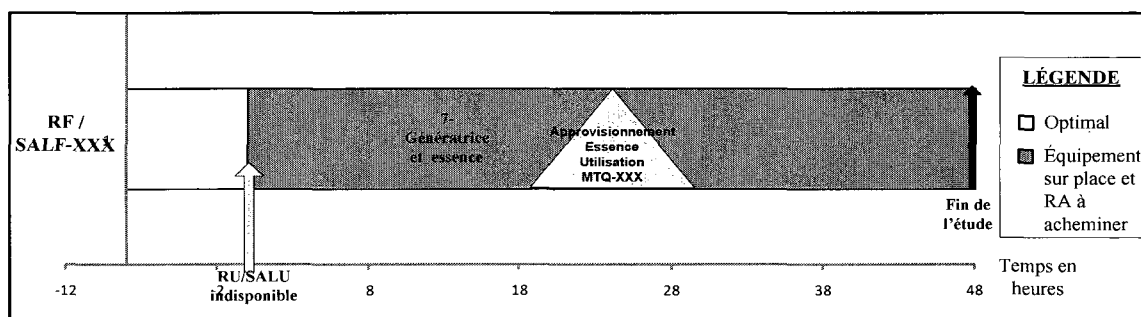 RF /
SALF-XXX
7-
Génératrice
et essence
Approvisionnement
Essence
Utilisation
MTQ-XXX
Fin de
l'étude
LÉGENDE
Optimal
Équipement
sur place et
RA à
acheminer
RU/SALU
indisponible
-12
-2
8
18
28
38
48
Temps en
heures